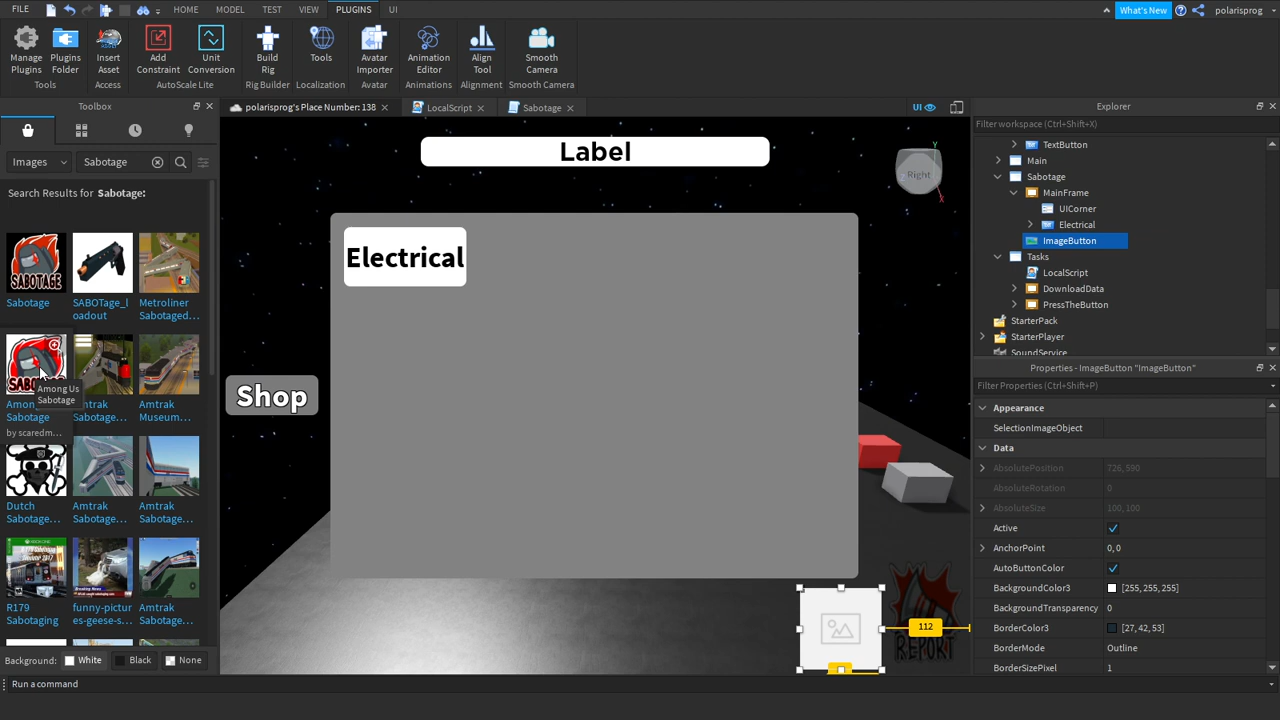 FILE HOME MODEL TEST VIEW PLUGINS UI What's New polarisprog
Manage Plugins Plugins Folder Insert Asset Add Constraint Unit Conversion Build Rig Tools Avatar Importer Animation Editor Align Tool Smooth Camera
Tools Access AutoScale Lite Rig Builder Localization Avatar Animations Alignment Smooth Camera
Toolbox
polarisprog's Place Number: 138 LocalScript Sabotage UI
Explorer
Filter workspace (Ctrl+Shift+X)
Images Sabotage
Search Results for Sabotage:
SABOTAGE
Sabotage
SABOTage_l oadout
Metroliner Sabotaged...
Among Us Sabotage
Sabotage
by scaredm...
Sabotage...
Amtrak Museum...
Dutch Sabotage...
Amtrak Sabotage...
Amtrak Sabotage...
R179 Sabotaging
funny-pictur es-geese-s...
Amtrak Sabotage...
Background: White Black None
Run a command
Label
Electrical
Shop
Right
Y
X
112
REPORT
TextButton
Main
Sabotage
MainFrame
UICorner
Electrical
ImageButton
Tasks
LocalScript
DownloadData
PressTheButton
StarterPack
StarterPlayer
SoundService
Properties - ImageButton "ImageButton"
Filter Properties (Ctrl+Shift+P)
Appearance
SelectionImageObject
Data
AbsolutePosition 726, 590
AbsoluteRotation 0
AbsoluteSize 100, 100
Active
AnchorPoint 0, 0
AutoButtonColor
BackgroundColor3 [255,255,255]
BackgroundTransparency 0
BorderColor3 [27,42,53]
BorderMode Outline
BorderSizePixel 1